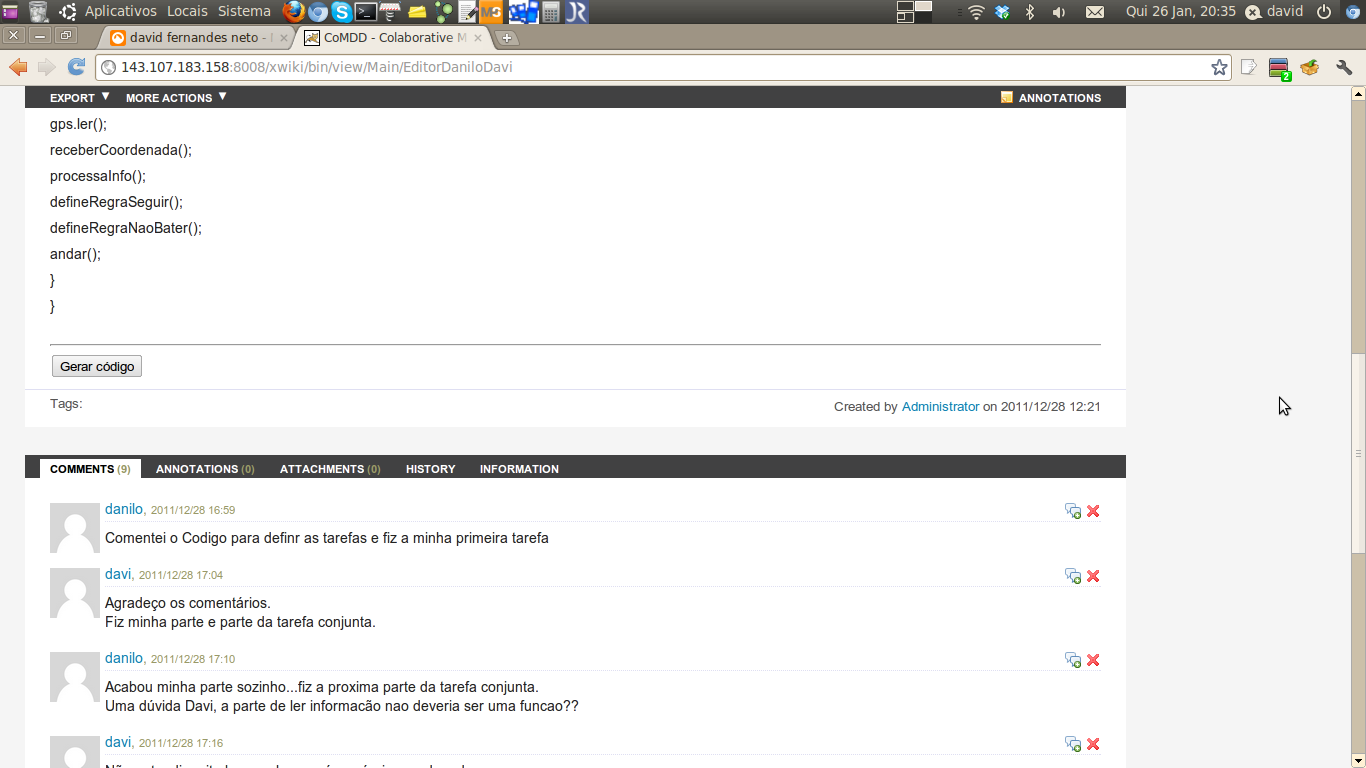 Aplicativos Locais Sistema
Qui 26 Jan, 20:35 david
david fernandes neto -
CoMDD - Colaborative M
143.107.183.158:8008/xwiki/bin/view/Main/EditorDaniloDavi
2
EXPORT MORE ACTIONS ANNOTATIONS
gps.ler();
receberCoordenada();
processaInfo();
defineRegraSeguir();
defineRegraNaoBater();
andar();
}
}
Gerar código
Tags:
Created by Administrator on 2011/12/28 12:21
COMMENTS (9) ANNOTATIONS (0) ATTACHMENTS (0) HISTORY INFORMATION
danilo, 2011/12/28 16:59
Comentei o Codigo para definr as tarefas e fiz a minha primeira tarefa
davi, 2011/12/28 17:04
Agradeço os comentários.
Fiz minha parte e parte da tarefa conjunta.
danilo, 2011/12/28 17:10
Acabou minha parte sozinho...fiz a proxima parte da tarefa conjunta.
Uma dúvida Davi, a parte de ler informacão nao deveria ser uma funcao??
davi, 2011/12/28 17:16